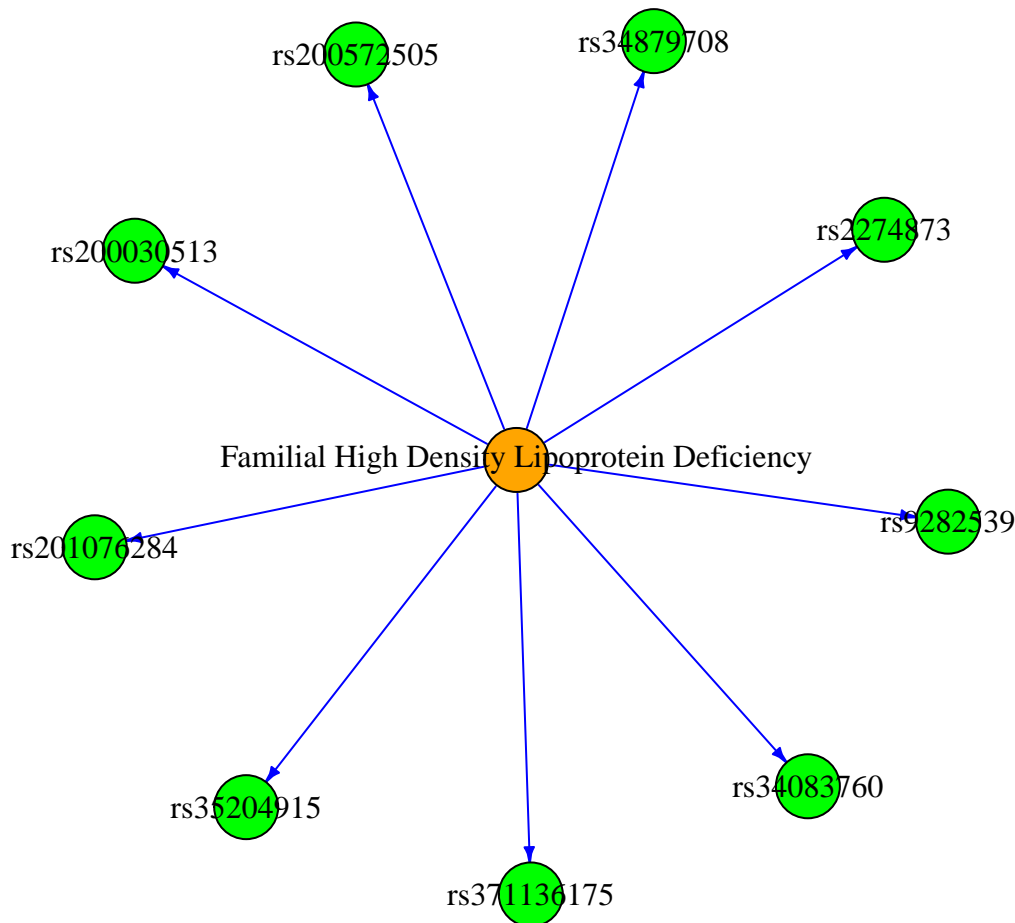 rs34879708
rs200572505
rs2274873
rs200030513
Familial High Density Lipoprotein Deficiency
rs9282539
rs201076284
rs34083760
rs35204915
rs371136175